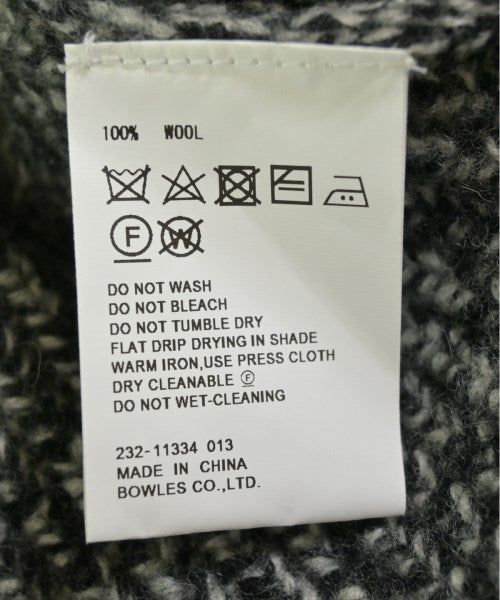 100% WOOL
F W
DO NOT WASH
DO NOT BLEACH
DO NOT TUMBLE DRY
FLAT DRIP DRYING IN SHADE
WARM IRON,USE PRESS CLOTH
DRY CLEANABLE Ⓕ
DO NOT WET-CLEANING
232-11334 013
MADE IN CHINA
BOWLES CO.,LTD.